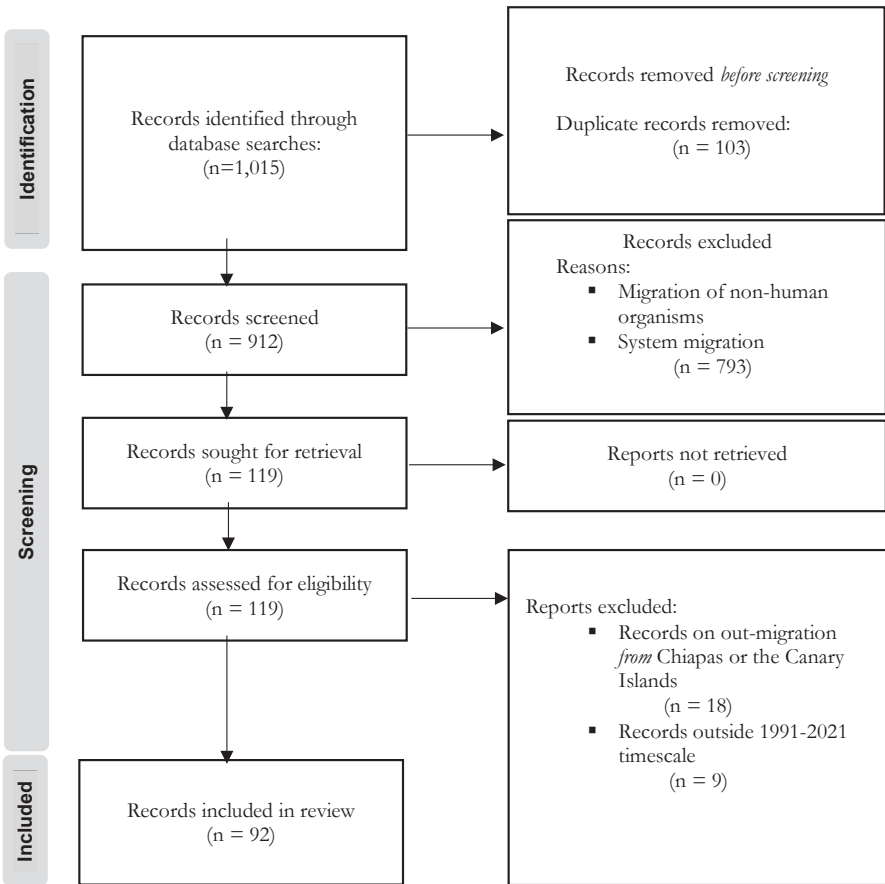 Identification
Records identified through
database searches:
(n=1,015)
Records removed before screening
Duplicate records removed:
(n = 103)
Screening
Records screened
(n = 912)
Records excluded
Reasons:
▪ Migration of non-human
organisms
▪ System migration
(n = 793)
Records sought for retrieval
(n = 119)
Reports not retrieved
(n = 0)
Records assessed for eligibility
(n = 119)
Reports excluded:
▪ Records on out-migration
from Chiapas or the Canary
Islands
(n = 18)
▪ Records outside 1991-2021
timescale
(n = 9)
Included
Records included in review
(n = 92)